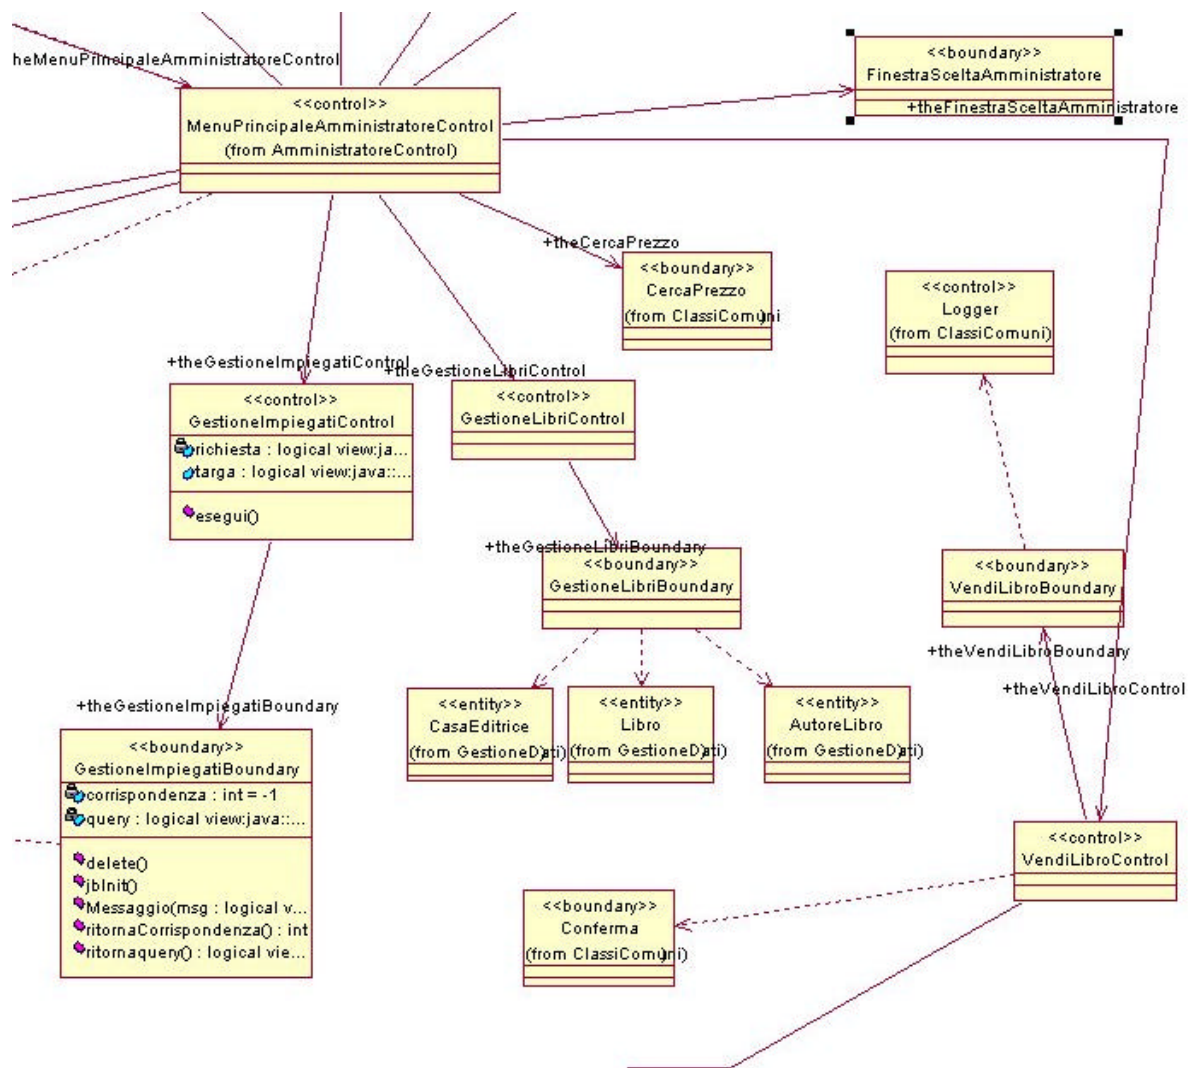 heMenuPrincipaleAmministratoreControl
<<control>>
MenuPrincipaleAmministratoreControl
(from AmministratoreControl)
<<boundary>>
FinestraSceltaAmministratore
+theFinestraSceltaAmministratore
+theCercaPrezzo
<<boundary>>
CercaPrezzo
(from ClassiComuni)
<<control>>
Logger
(from ClassiComuni)
+theGestioneImpiegatiControl
<<control>>
GestioneImpiegatiControl
richiesta : logical view:ja...
targa : logical view:java::...
esegui()
+theGestioneLibriControl
<<control>>
GestioneLibriControl
+theGestioneLibriBoundary
<<boundary>>
GestioneLibriBoundary
<<boundary>>
VendiLibroBoundary
+theVendiLibroBoundary
+theVendiLibroControl
<<entity>>
CasaEditrice
(from GestioneDati)
<<entity>>
Libro
(from GestioneDati)
<<entity>>
AutoreLibro
(from GestioneDati)
+theGestioneImpiegatiBoundary
<<boundary>>
GestioneImpiegatiBoundary
corrispondenza : int = -1
query : logical view:java::...
delete()
jbInit()
Messaggio(msg : logical v...
ritornaCorrispondenza() : int
ritornaquery() : logical vie...
<<control>>
VendiLibroControl
<<boundary>>
Conferma
(from ClassiComuni)